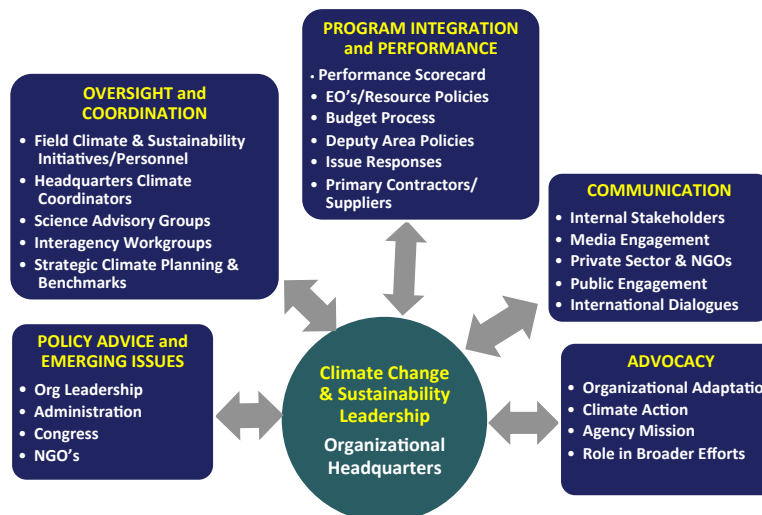 PROGRAM INTEGRATION
and PERFORMANCE
• Performance Scorecard
• EO's/Resource Policies
• Budget Process
• Deputy Area Policies
• Issue Responses
• Primary Contractors/
Suppliers
OVERSIGHT and
COORDINATION
• Field Climate & Sustainability
Initiatives/Personnel
• Headquarters Climate
Coordinators
• Science Advisory Groups
• Interagency Workgroups
• Strategic Climate Planning &
Benchmarks
COMMUNICATION
• Internal Stakeholders
• Media Engagement
• Private Sector & NGOs
• Public Engagement
• International Dialogues
POLICY ADVICE and
EMERGING ISSUES
• Org Leadership
• Administration
• Congress
• NGO's
Climate Change
& Sustainability
Leadership
Organizational
Headquarters
ADVOCACY
• Organizational Adaptatio
• Climate Action
• Agency Mission
• Role in Broader Efforts